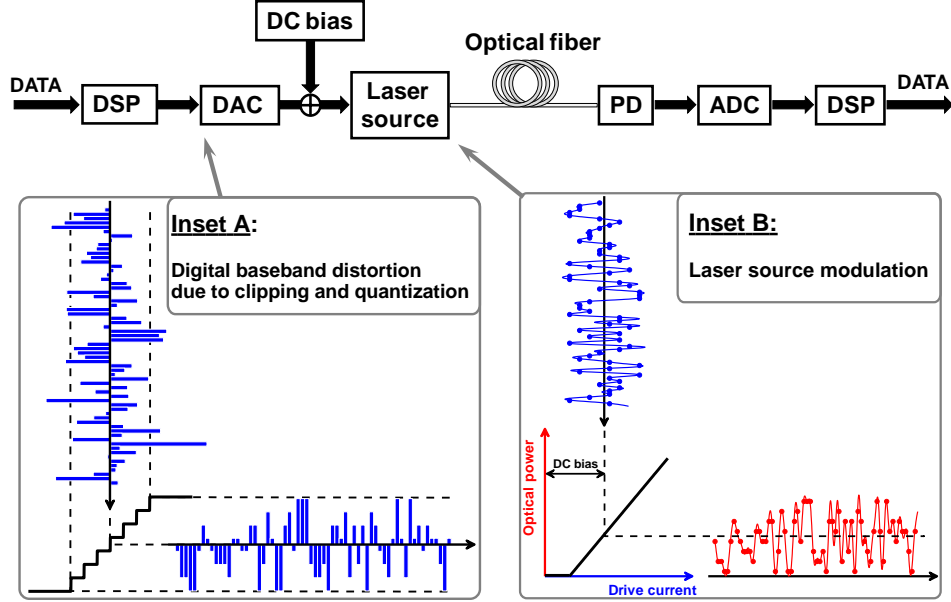 DC bias
Optical fiber
DATA
DSP
DAC
Laser
source
PD
ADC
DSP
DATA
Inset A:
Digital baseband distortion
due to clipping and quantization
Inset B:
Laser source modulation
Optical power
DC bias
Drive current